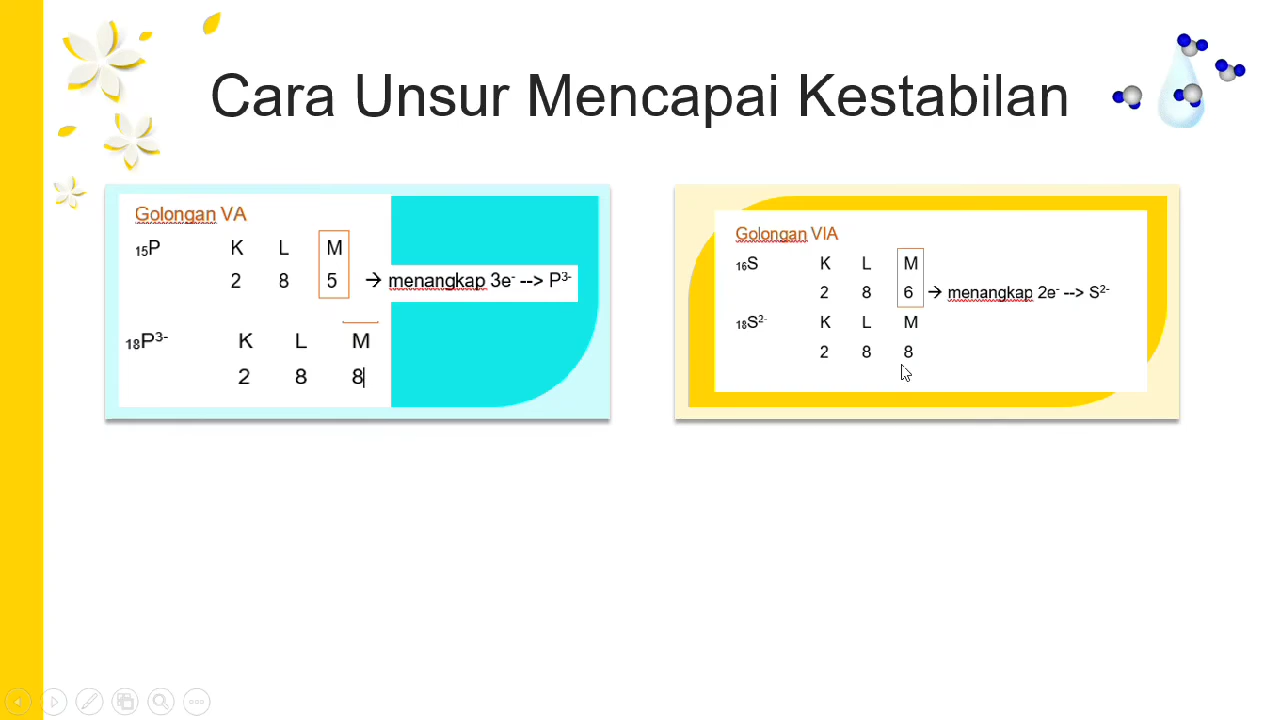 Cara Unsur Mencapai Kestabilan
Golongan VA
₁₅P K L M
2 8 5 → menangkap 3e⁻ --> P³⁻
₁₈P³⁻ K L M
2 8 8
Golongan VIA
₁₆S K L M
2 8 6 → menangkap 2e⁻ --> S²⁻
₁₈S²⁻ K L M
2 8 8